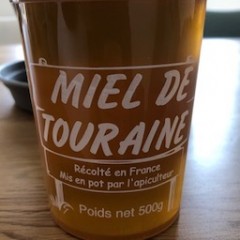 MIEL DE
TOURAINE
Récolté en France
Mis en pot par l'apiculteur
Poids net 500g